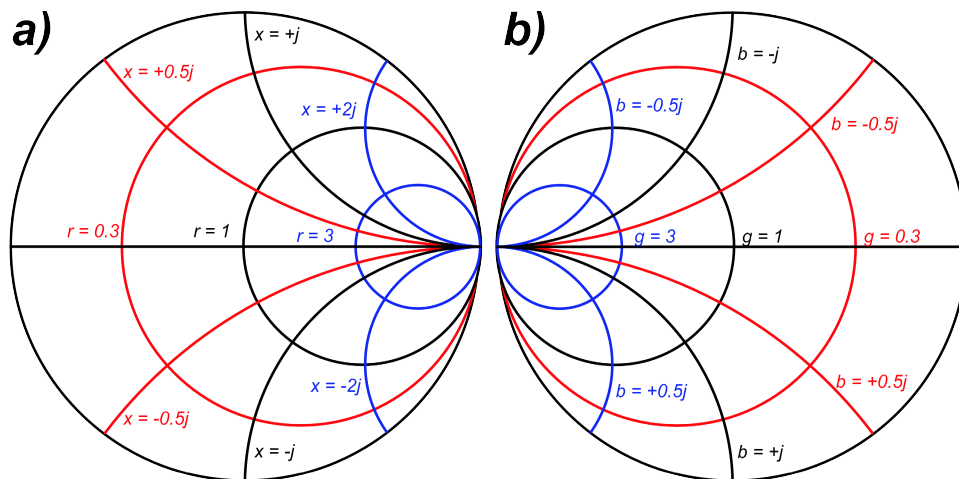 a)
x = +j
x = +0.5j
x = +2j
r = 0.3
r = 1
r = 3
x = -2j
x = -0.5j
x = -j
b)
b = -j
b = -0.5j
b = -0.5j
g = 3
g = 1
g = 0.3
b = +0.5j
b = +0.5j
b = +j